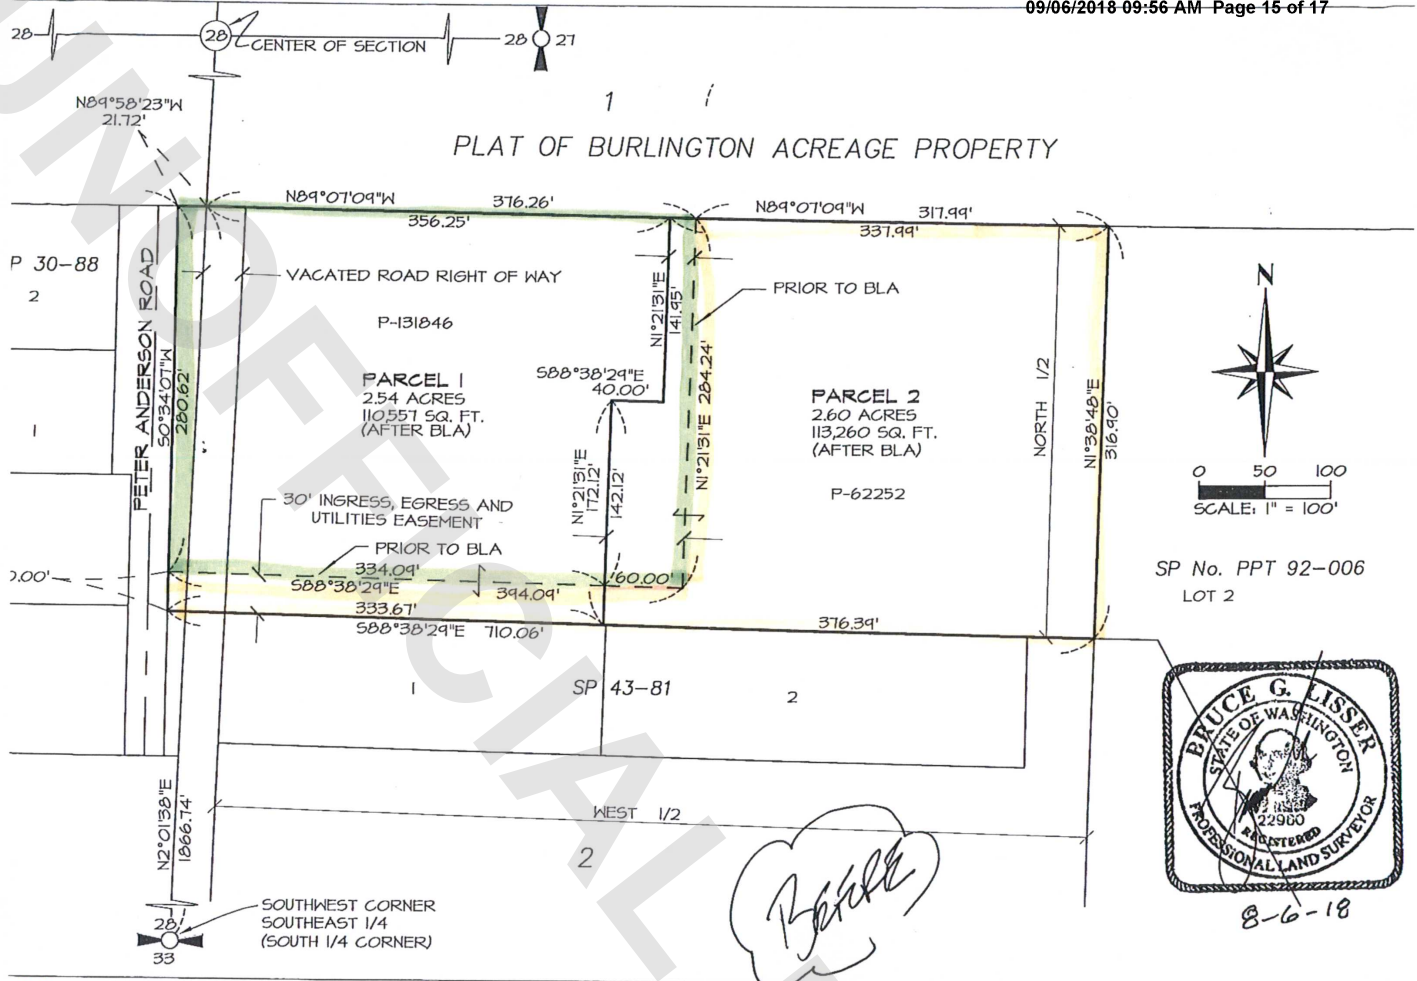 09/06/2018 09:56 AM Page 15 of 17
28
28
CENTER OF SECTION
28
27
N89°58'23"W
21.72'
1
PLAT OF BURLINGTON ACREAGE PROPERTY
N89°07'09"W
376.26'
356.25'
N89°07'09"W
317.99'
337.99'
P 30-88
2
1
PETER ANDERSON ROAD
S0°34'07"W
280.62'
VACATED ROAD RIGHT OF WAY
P-131846
PARCEL 1
2.54 ACRES
110,557 SQ. FT.
(AFTER BLA)
N1°21'31"E
141.95'
S88°38'29"E
40.00'
N1°21'31"E
172.12'
142.12'
N1°21'31"E 284.24'
PRIOR TO BLA
PARCEL 2
2.60 ACRES
113,260 SQ. FT.
(AFTER BLA)
P-62252
NORTH 1/2
N1°38'48"E
316.90'
N
0 50 100
SCALE: 1" = 100'
SP No. PPT 92-006
LOT 2
30' INGRESS, EGRESS AND
UTILITIES EASEMENT
PRIOR TO BLA
334.09'
S88°38'29"E
394.09'
60.00'
0.00'
333.67'
S88°38'29"E 710.06'
376.39'
1
SP 43-81
2
WEST 1/2
2
N2°01'38"E
1866.74'
28
33
SOUTHWEST CORNER
SOUTHEAST 1/4
(SOUTH 1/4 CORNER)
BEFORE
BRUCE G. LISSER
STATE OF WASHINGTON
22960
REGISTERED
PROFESSIONAL LAND SURVEYOR
8-6-18
UNOFFICIAL